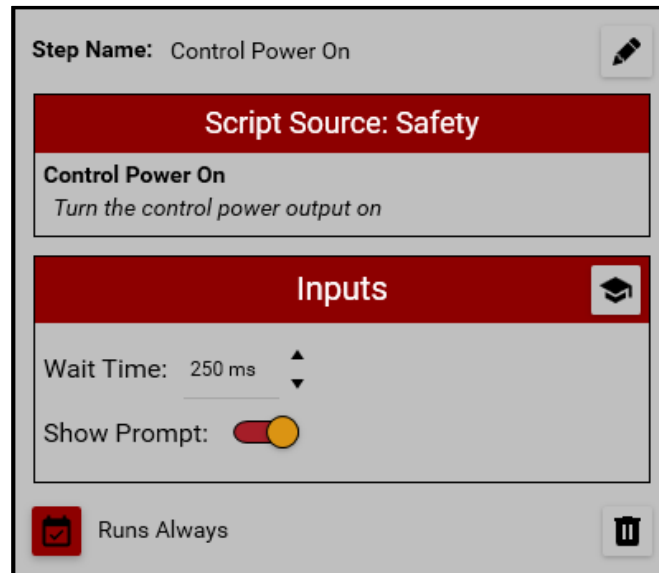 Step Name: Control Power On
Script Source: Safety
Control Power On
Turn the control power output on
Inputs
Wait Time: 250 ms
Show Prompt:
Runs Always